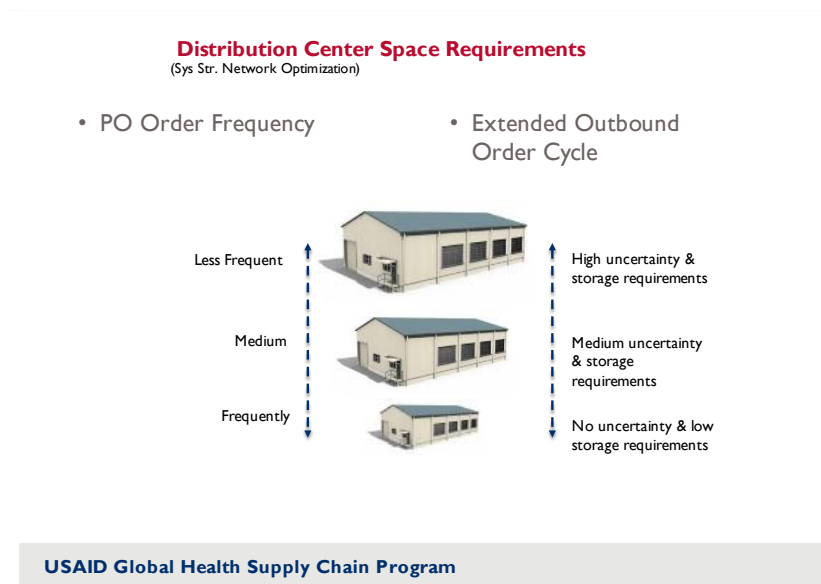 Distribution Center Space Requirements
(Sys Str. Network Optimization)
• PO Order Frequency
• Extended Outbound
Order Cycle
Less Frequent
High uncertainty &
storage requirements
Medium
Medium uncertainty
& storage
requirements
Frequently
No uncertainty & low
storage requirements
USAID Global Health Supply Chain Program